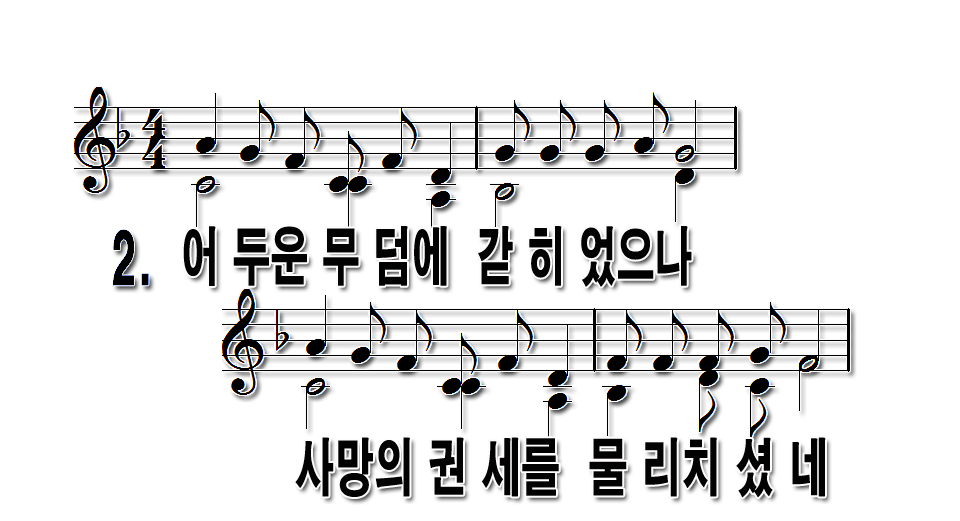 2. 어 두운 무 덤에 갇 히 었으나
사망의 권 세를 물 리치 셨 네